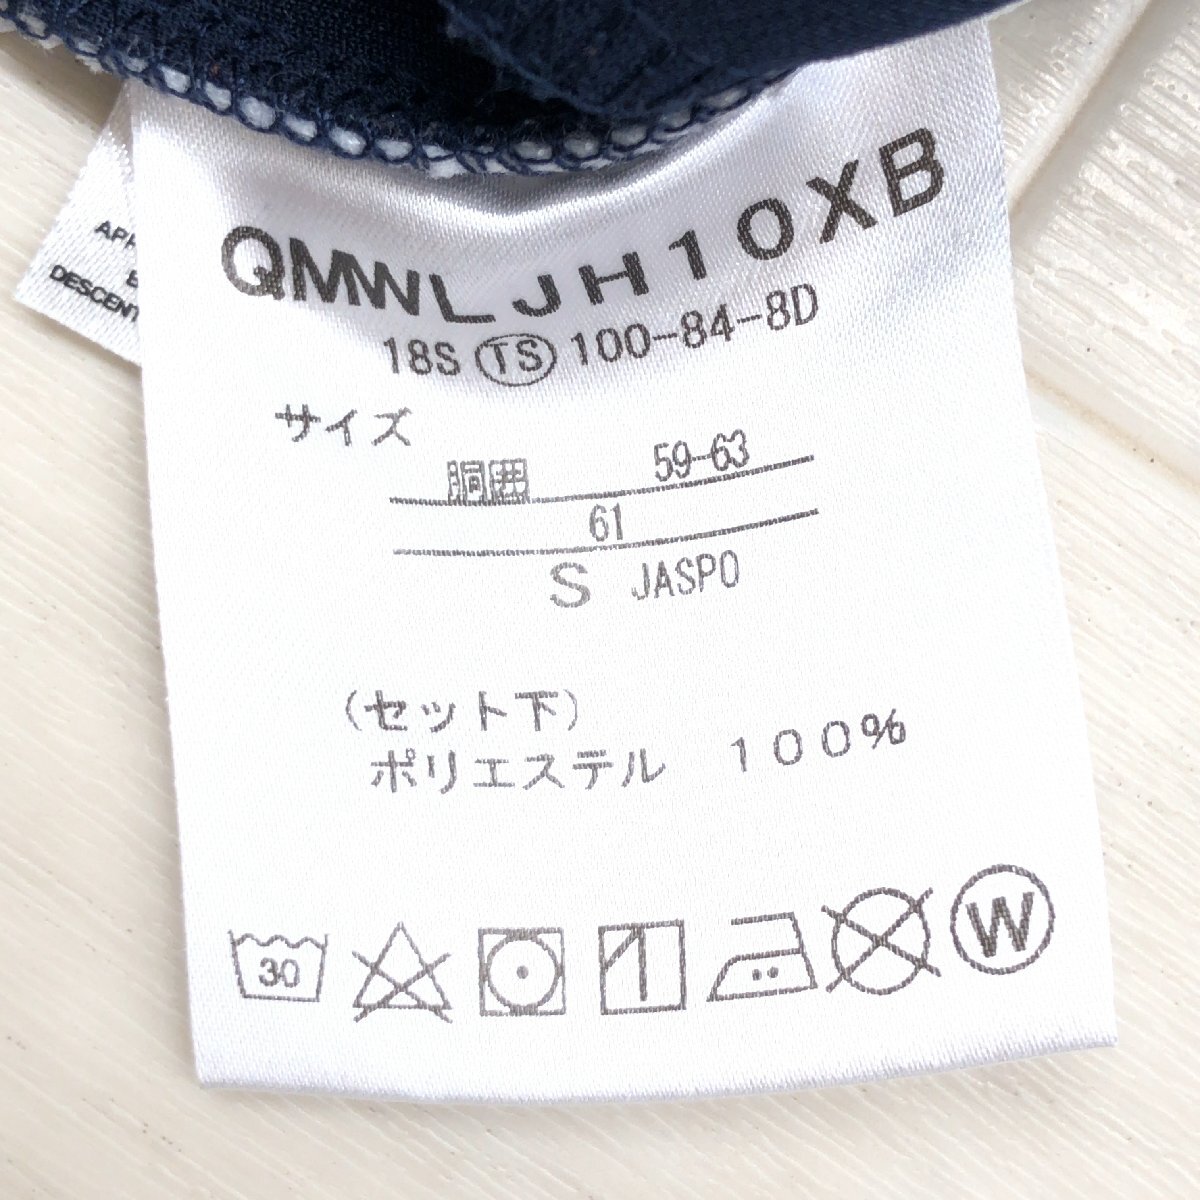 QMWLJH10XB
18S TS 100-84-8D
サイズ
胴囲 59-63
61
S JASPO
(セット下)
ポリエステル 100%
30
W
DESCENT